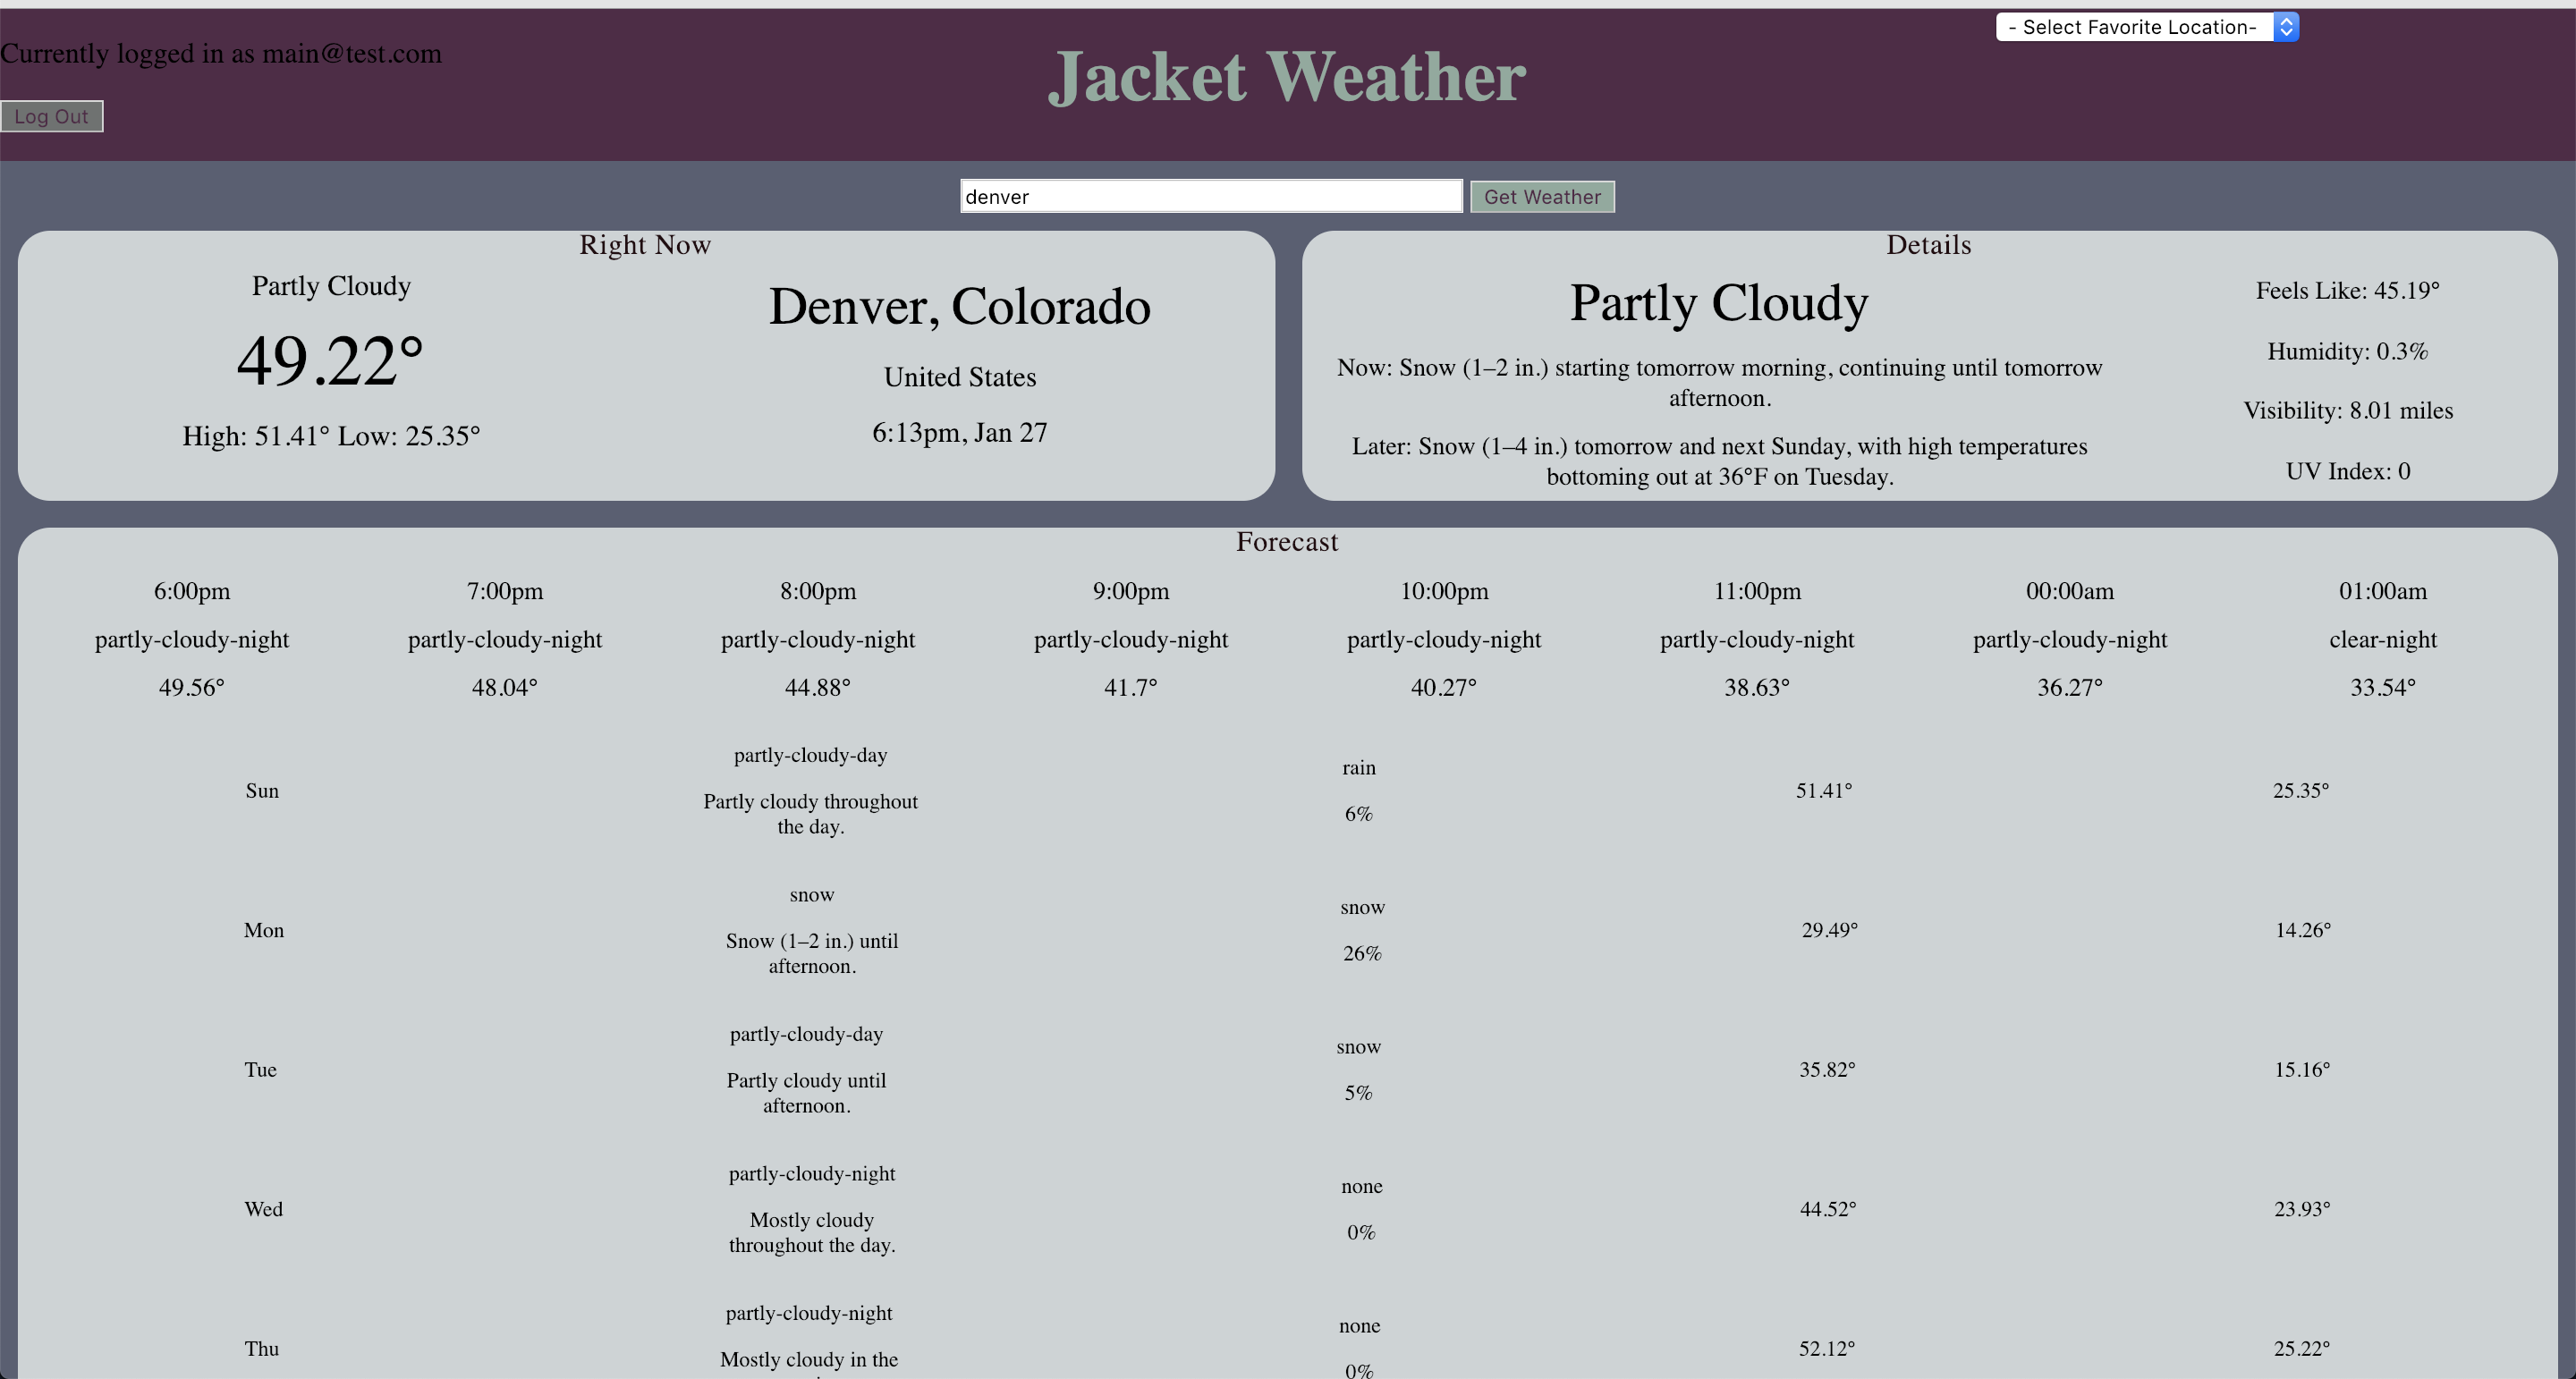 Currently logged in as main@test.com
Log Out
Jacket Weather
- Select Favorite Location-
denver
Get Weather
Right Now
Partly Cloudy
49.22°
High: 51.41° Low: 25.35°
Denver, Colorado
United States
6:13pm, Jan 27
Details
Partly Cloudy
Now: Snow (1–2 in.) starting tomorrow morning, continuing until tomorrow
afternoon.
Later: Snow (1–4 in.) tomorrow and next Sunday, with high temperatures
bottoming out at 36°F on Tuesday.
Feels Like: 45.19°
Humidity: 0.3%
Visibility: 8.01 miles
UV Index: 0
Forecast
6:00pm 7:00pm 8:00pm 9:00pm 10:00pm 11:00pm 00:00am 01:00am
partly-cloudy-night partly-cloudy-night partly-cloudy-night partly-cloudy-night partly-cloudy-night partly-cloudy-night partly-cloudy-night clear-night
49.56° 48.04° 44.88° 41.7° 40.27° 38.63° 36.27° 33.54°
Sun
partly-cloudy-day
Partly cloudy throughout
the day.
rain
6%
51.41°
25.35°
Mon
snow
Snow (1–2 in.) until
afternoon.
snow
26%
29.49°
14.26°
Tue
partly-cloudy-day
Partly cloudy until
afternoon.
snow
5%
35.82°
15.16°
Wed
partly-cloudy-night
Mostly cloudy
throughout the day.
none
0%
44.52°
23.93°
Thu
partly-cloudy-night
Mostly cloudy in the
none
0%
52.12°
25.22°